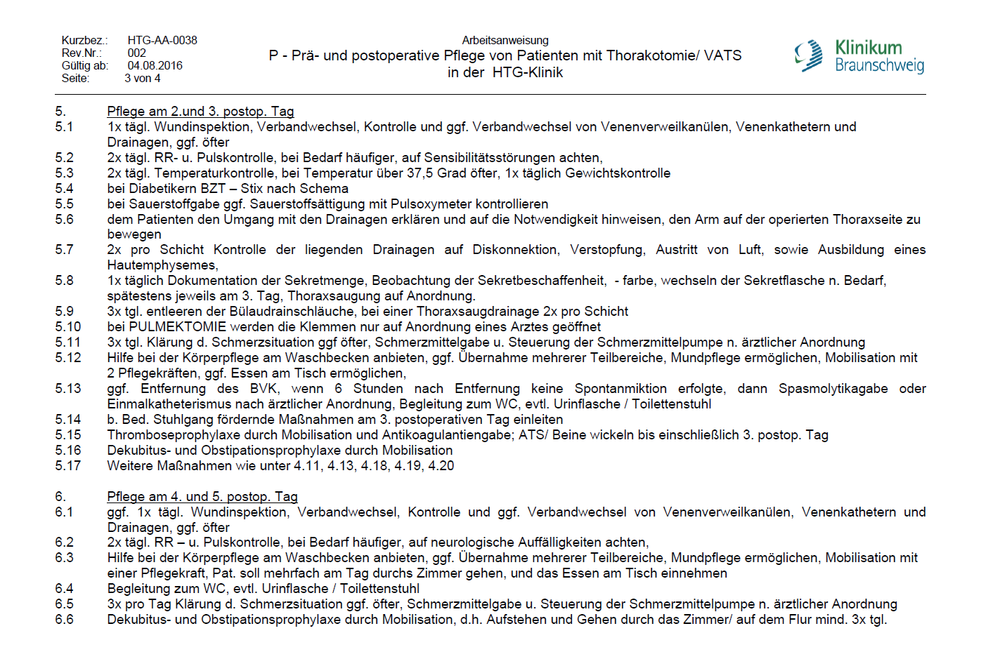 Kurzbez.: HTG-AA-0038
Rev.Nr.: 002
Gültig ab: 04.08.2016
Seite: 3 von 4
Arbeitsanweisung
P - Prä- und postoperative Pflege von Patienten mit Thorakotomie/ VATS
in der HTG-Klinik
Klinikum
Braunschweig
5. Pflege am 2.und 3. postop. Tag
5.1 1x tägl. Wundinspektion, Verbandwechsel, Kontrolle und ggf. Verbandwechsel von Venenverweilkanülen, Venenkathetern und
Drainagen, ggf. öfter
5.2 2x tägl. RR- u. Pulskontrolle, bei Bedarf häufiger, auf Sensibilitätsstörungen achten,
5.3 2x tägl. Temperaturkontrolle, bei Temperatur über 37,5 Grad öfter, 1x täglich Gewichtskontrolle
5.4 bei Diabetikern BZT – Stix nach Schema
5.5 bei Sauerstoffgabe ggf. Sauerstoffsättigung mit Pulsoxymeter kontrollieren
5.6 dem Patienten den Umgang mit den Drainagen erklären und auf die Notwendigkeit hinweisen, den Arm auf der operierten Thoraxseite zu
bewegen
5.7 2x pro Schicht Kontrolle der liegenden Drainagen auf Diskonnektion, Verstopfung, Austritt von Luft, sowie Ausbildung eines
Hautemphysemes,
5.8 1x täglich Dokumentation der Sekretmenge, Beobachtung der Sekretbeschaffenheit, - farbe, wechseln der Sekretflasche n. Bedarf,
spätestens jeweils am 3. Tag, Thoraxsaugung auf Anordnung.
5.9 3x tgl. entleeren der Bülaudrainschläuche, bei einer Thoraxsaugdrainage 2x pro Schicht
5.10 bei PULMEKTOMIE werden die Klemmen nur auf Anordnung eines Arztes geöffnet
5.11 3x tgl. Klärung d. Schmerzsituation ggf öfter, Schmerzmittelgabe u. Steuerung der Schmerzmittelpumpe n. ärztlicher Anordnung
5.12 Hilfe bei der Körperpflege am Waschbecken anbieten, ggf. Übernahme mehrerer Teilbereiche, Mundpflege ermöglichen, Mobilisation mit
2 Pflegekräften, ggf. Essen am Tisch ermöglichen,
5.13 ggf. Entfernung des BVK, wenn 6 Stunden nach Entfernung keine Spontanmiktion erfolgte, dann Spasmolytikagabe oder
Einmalkatheterismus nach ärztlicher Anordnung, Begleitung zum WC, evtl. Urinflasche / Toilettenstuhl
5.14 b. Bed. Stuhlgang fördernde Maßnahmen am 3. postoperativen Tag einleiten
5.15 Thromboseprophylaxe durch Mobilisation und Antikoagulantiengabe; ATS/ Beine wickeln bis einschließlich 3. postop. Tag
5.16 Dekubitus- und Obstipationsprophylaxe durch Mobilisation
5.17 Weitere Maßnahmen wie unter 4.11, 4.13, 4.18, 4.19, 4.20
6. Pflege am 4. und 5. postop. Tag
6.1 ggf. 1x tägl. Wundinspektion, Verbandwechsel, Kontrolle und ggf. Verbandwechsel von Venenverweilkanülen, Venenkathetern und
Drainagen, ggf. öfter
6.2 2x tägl. RR – u. Pulskontrolle, bei Bedarf häufiger, auf neurologische Auffälligkeiten achten,
6.3 Hilfe bei der Körperpflege am Waschbecken anbieten, ggf. Übernahme mehrerer Teilbereiche, Mundpflege ermöglichen, Mobilisation mit
einer Pflegekraft, Pat. soll mehrfach am Tag durchs Zimmer gehen, und das Essen am Tisch einnehmen
6.4 Begleitung zum WC, evtl. Urinflasche / Toilettenstuhl
6.5 3x pro Tag Klärung d. Schmerzsituation ggf. öfter, Schmerzmittelgabe u. Steuerung der Schmerzmittelpumpe n. ärztlicher Anordnung
6.6 Dekubitus- und Obstipationsprophylaxe durch Mobilisation, d.h. Aufstehen und Gehen durch das Zimmer/ auf dem Flur mind. 3x tgl.